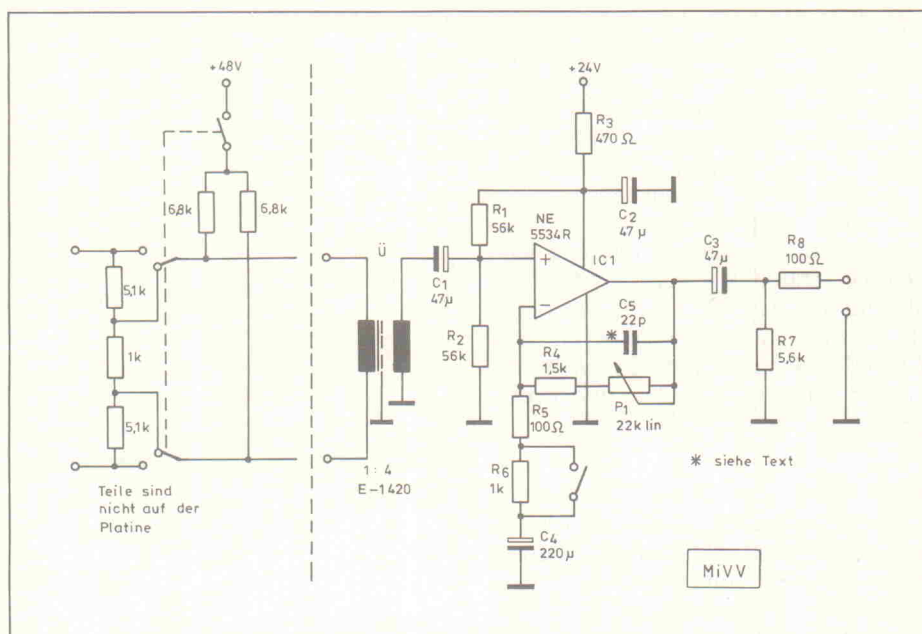 +48V
+24V
R3
470 Ω
6,8k
6,8k
R1
56k
C2
47 µ
NE
5534R
IC1
C3
47µ
R8
100Ω
Ü
5,1k
C1
47µ
+
−
C5
22p
*
1k
R2
56k
R4
1,5k
R7
5,6k
5,1k
R5
100Ω
P1
22k lin
* siehe Text
1 : 4
E-1420
R6
1k
Teile sind
nicht auf der
Platine
C4
220µ
MiVV